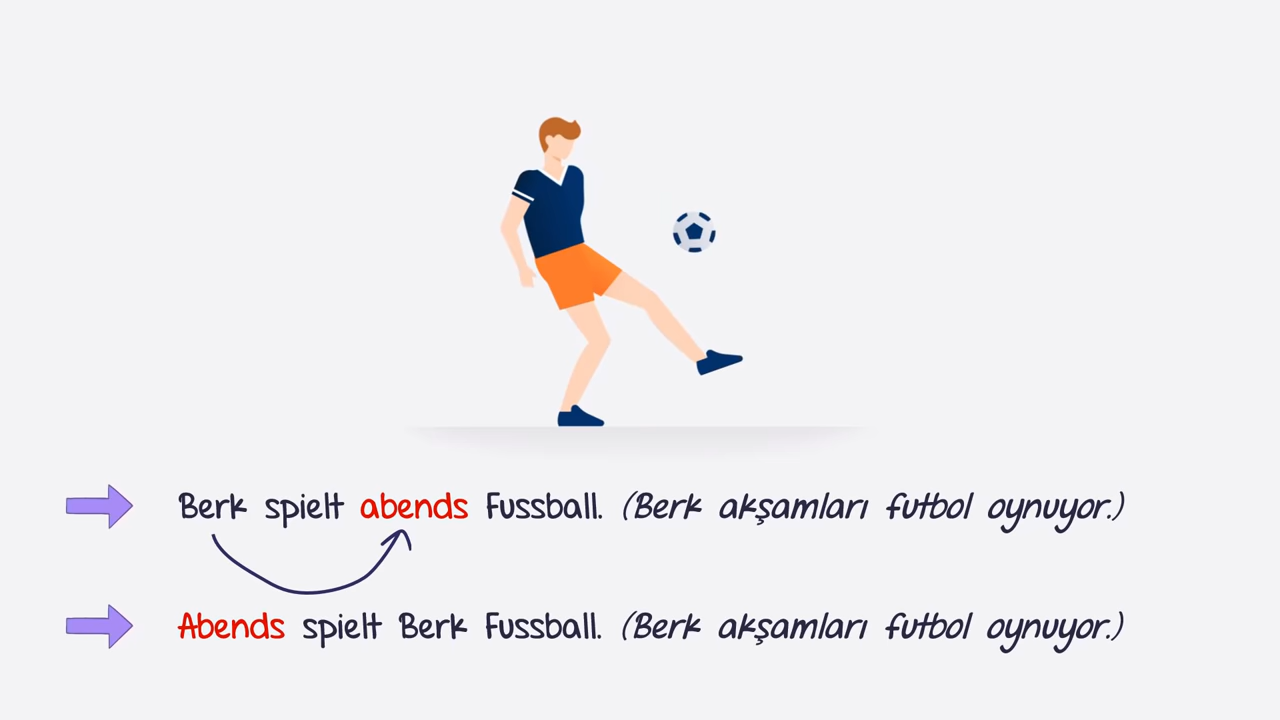 Berk spielt abends Fussball. (Berk akşamları futbol oynuyor.)
Abends spielt Berk Fussball. (Berk akşamları futbol oynuyor.)